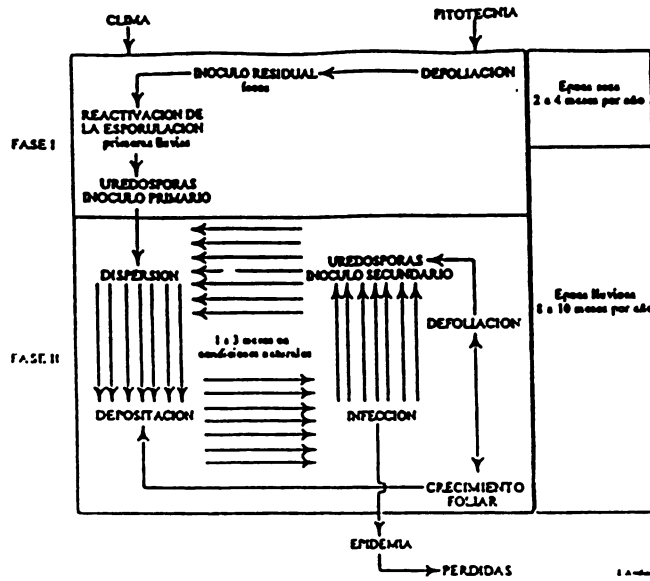 CLIMA
FITOTECNIA
INOCULO RESIDUAL
focos
DEFOLIACION
Epoca seca
2 a 4 meses por año
REACTIVACION DE
LA ESPORULACION
primeras lluvias
FASE I
UREDOSPORAS
INOCULO PRIMARIO
DISPERSION
UREDOSPORAS
INOCULO SECUNDARIO
Epoca lluviosa
8 a 10 meses por año
DEFOLIACION
1 a 3 meses en
condiciones naturales
FASE II
DEPOSITACION
INFECCION
CRECIMIENTO
FOLIAR
EPIDEMIA
PERDIDAS